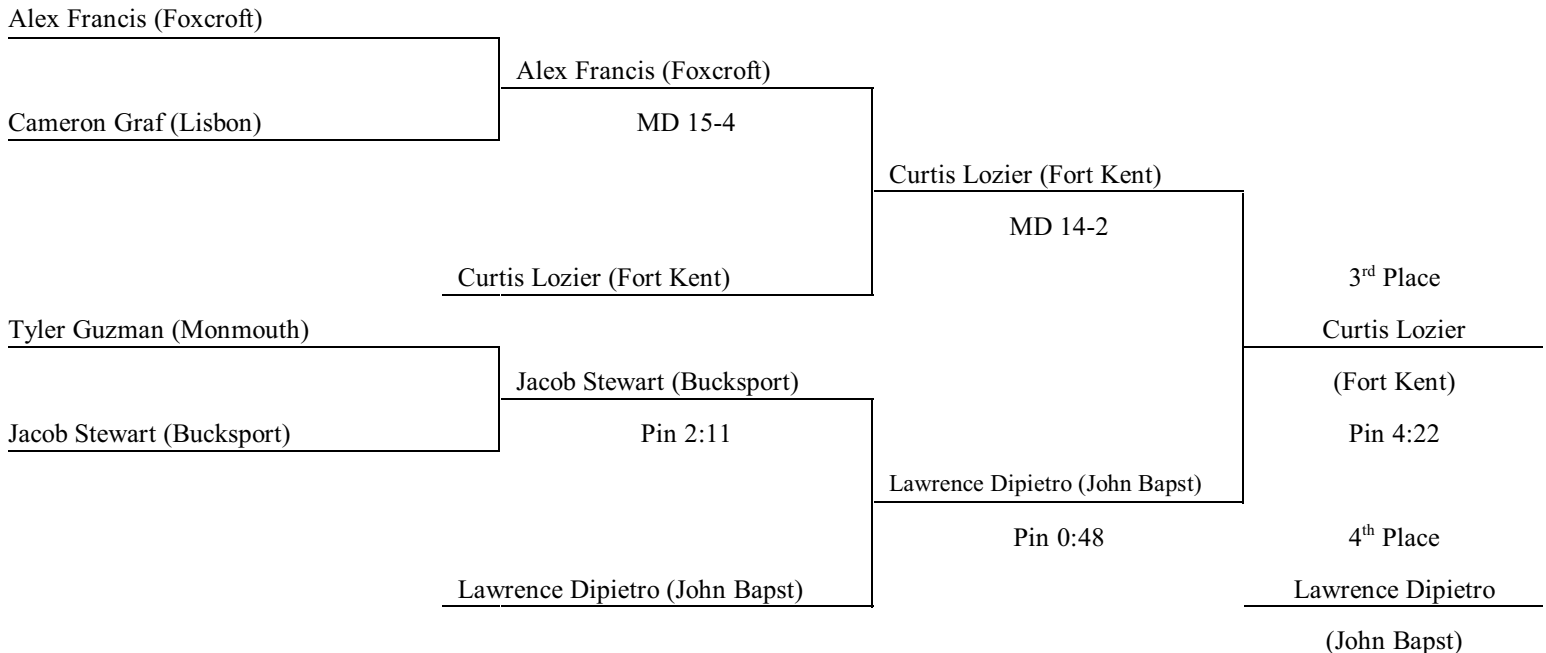 Alex Francis (Foxcroft)
Alex Francis (Foxcroft)
Cameron Graf (Lisbon)
MD 15-4
Curtis Lozier (Fort Kent)
MD 14-2
Curtis Lozier (Fort Kent)
3rd Place
Tyler Guzman (Monmouth)
Curtis Lozier
Jacob Stewart (Bucksport)
(Fort Kent)
Jacob Stewart (Bucksport)
Pin 2:11
Pin 4:22
Lawrence Dipietro (John Bapst)
Pin 0:48
4th Place
Lawrence Dipietro (John Bapst)
Lawrence Dipietro
(John Bapst)